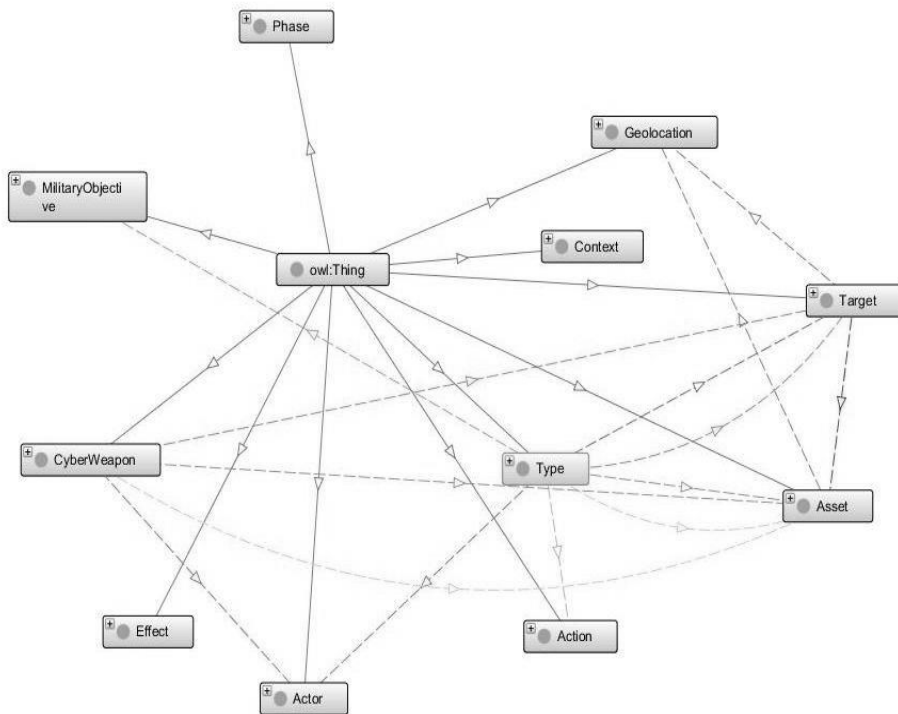 Phase
Geolocation
MilitaryObjecti
ve
Context
owl:Thing
Target
CyberWeapon
Type
Asset
Effect
Action
Actor